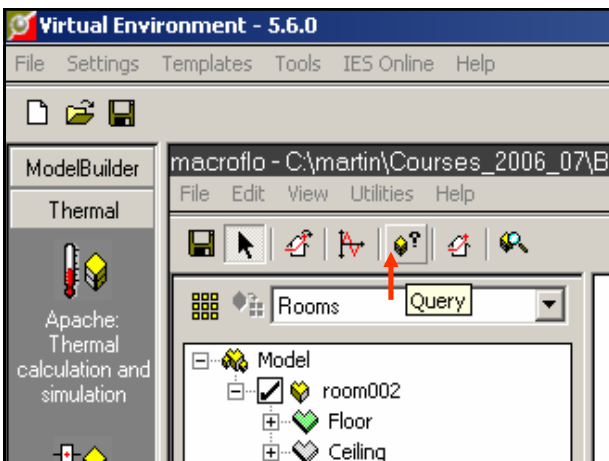 Virtual Environment - 5.6.0
File Settings Templates Tools IES Online Help
ModelBuilder
Thermal
Apache:
Thermal
calculation and
simulation
macroflo - C:\martin\Courses_2006_07\B
File Edit View Utilities Help
Query
Rooms
Model
room002
Floor
Ceiling